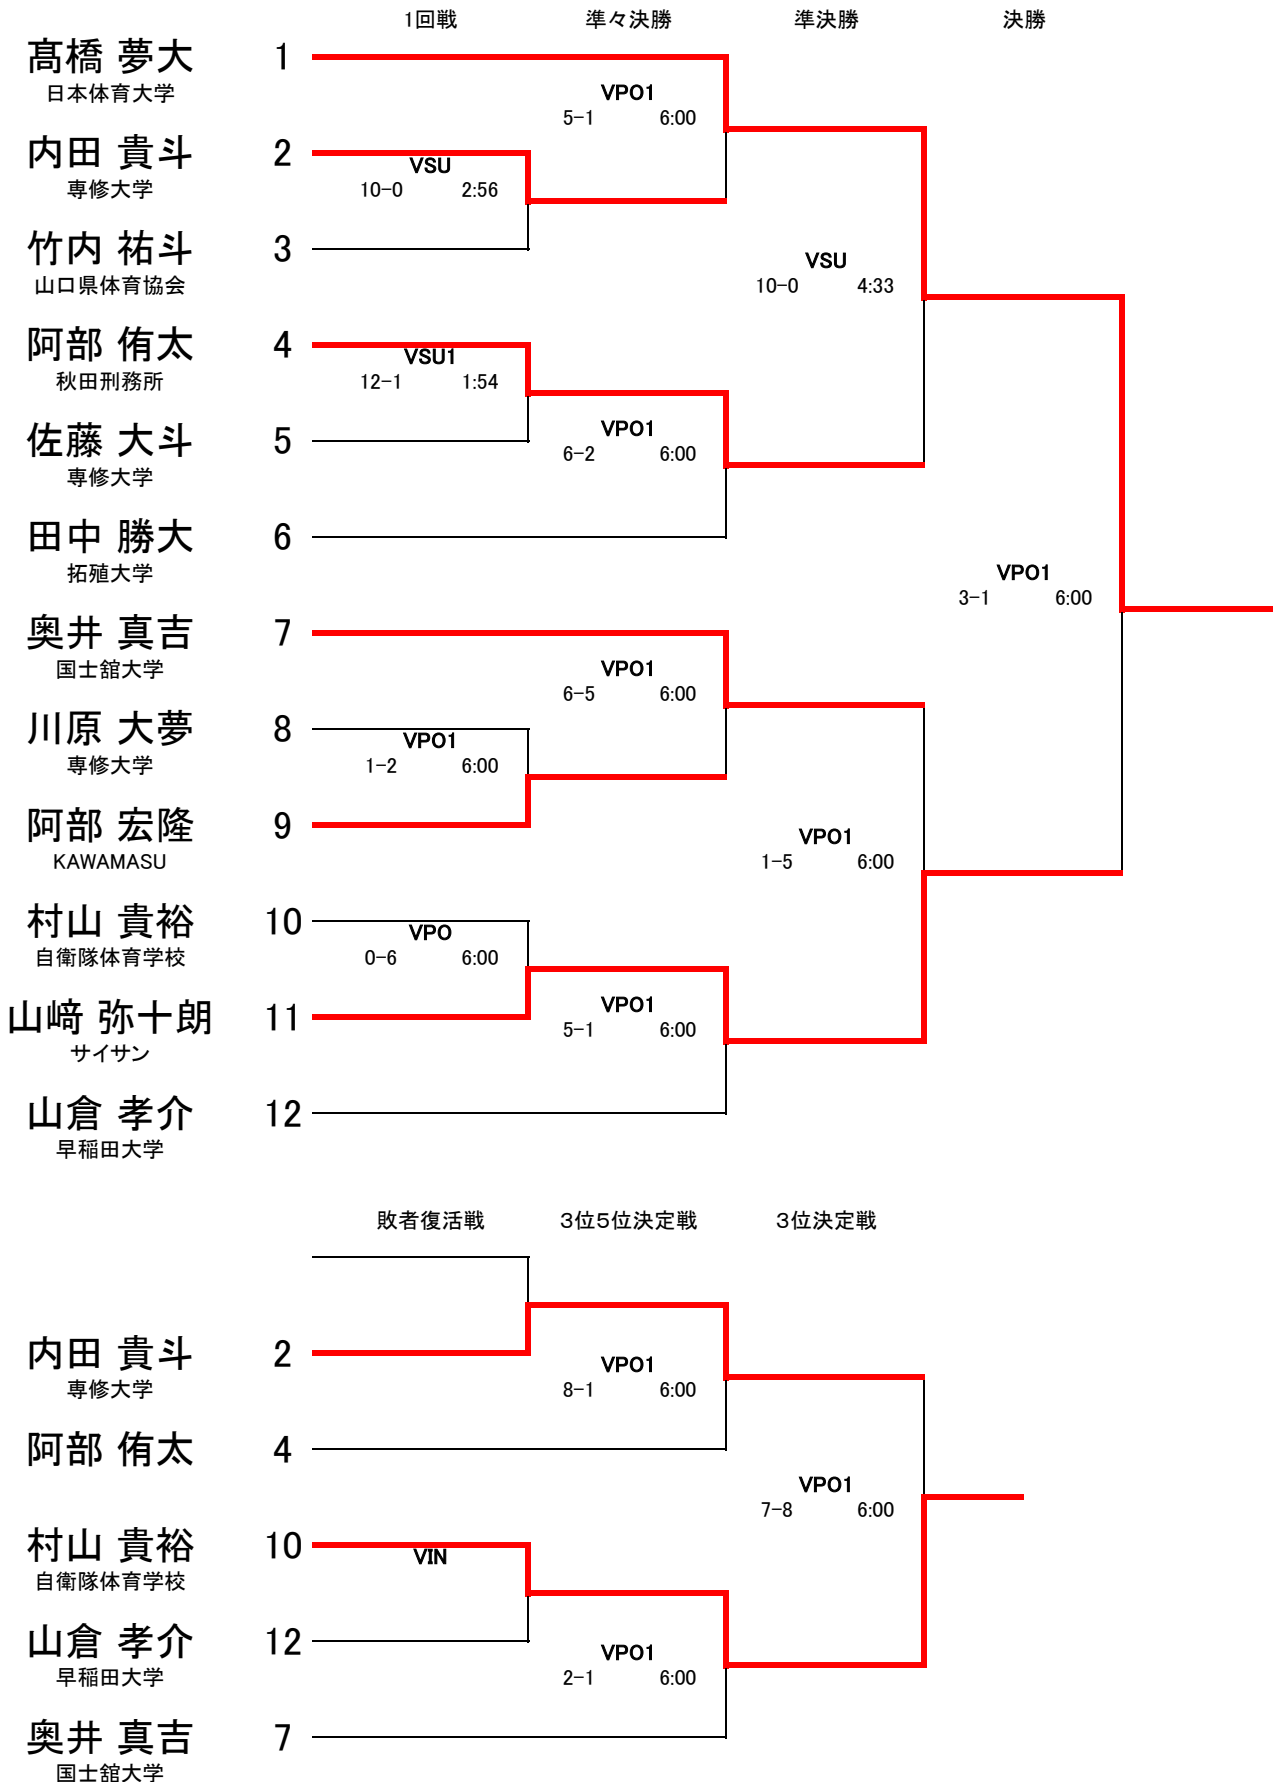 1回戦 準々決勝 準決勝 決勝
髙橋 夢大 1
日本体育大学
VPO1
5-1 6:00
内田 貴斗 2
専修大学
VSU
10-0 2:56
竹内 祐斗 3
山口県体育協会
VSU
10-0 4:33
阿部 侑太 4
秋田刑務所
VSU1
12-1 1:54
佐藤 大斗 5
専修大学
VPO1
6-2 6:00
田中 勝大 6
拓殖大学
VPO1
3-1 6:00
奥井 真吉 7
国士舘大学
VPO1
6-5 6:00
川原 大夢 8
専修大学
VPO1
1-2 6:00
阿部 宏隆 9
KAWAMASU
VPO1
1-5 6:00
村山 貴裕 10
自衛隊体育学校
VPO
0-6 6:00
山﨑 弥十朗 11
サイサン
VPO1
5-1 6:00
山倉 孝介 12
早稲田大学
敗者復活戦 3位5位決定戦 3位決定戦
内田 貴斗 2
専修大学
VPO1
8-1 6:00
阿部 侑太 4
VPO1
7-8 6:00
村山 貴裕 10
自衛隊体育学校
VIN
山倉 孝介 12
早稲田大学
VPO1
2-1 6:00
奥井 真吉 7
国士舘大学